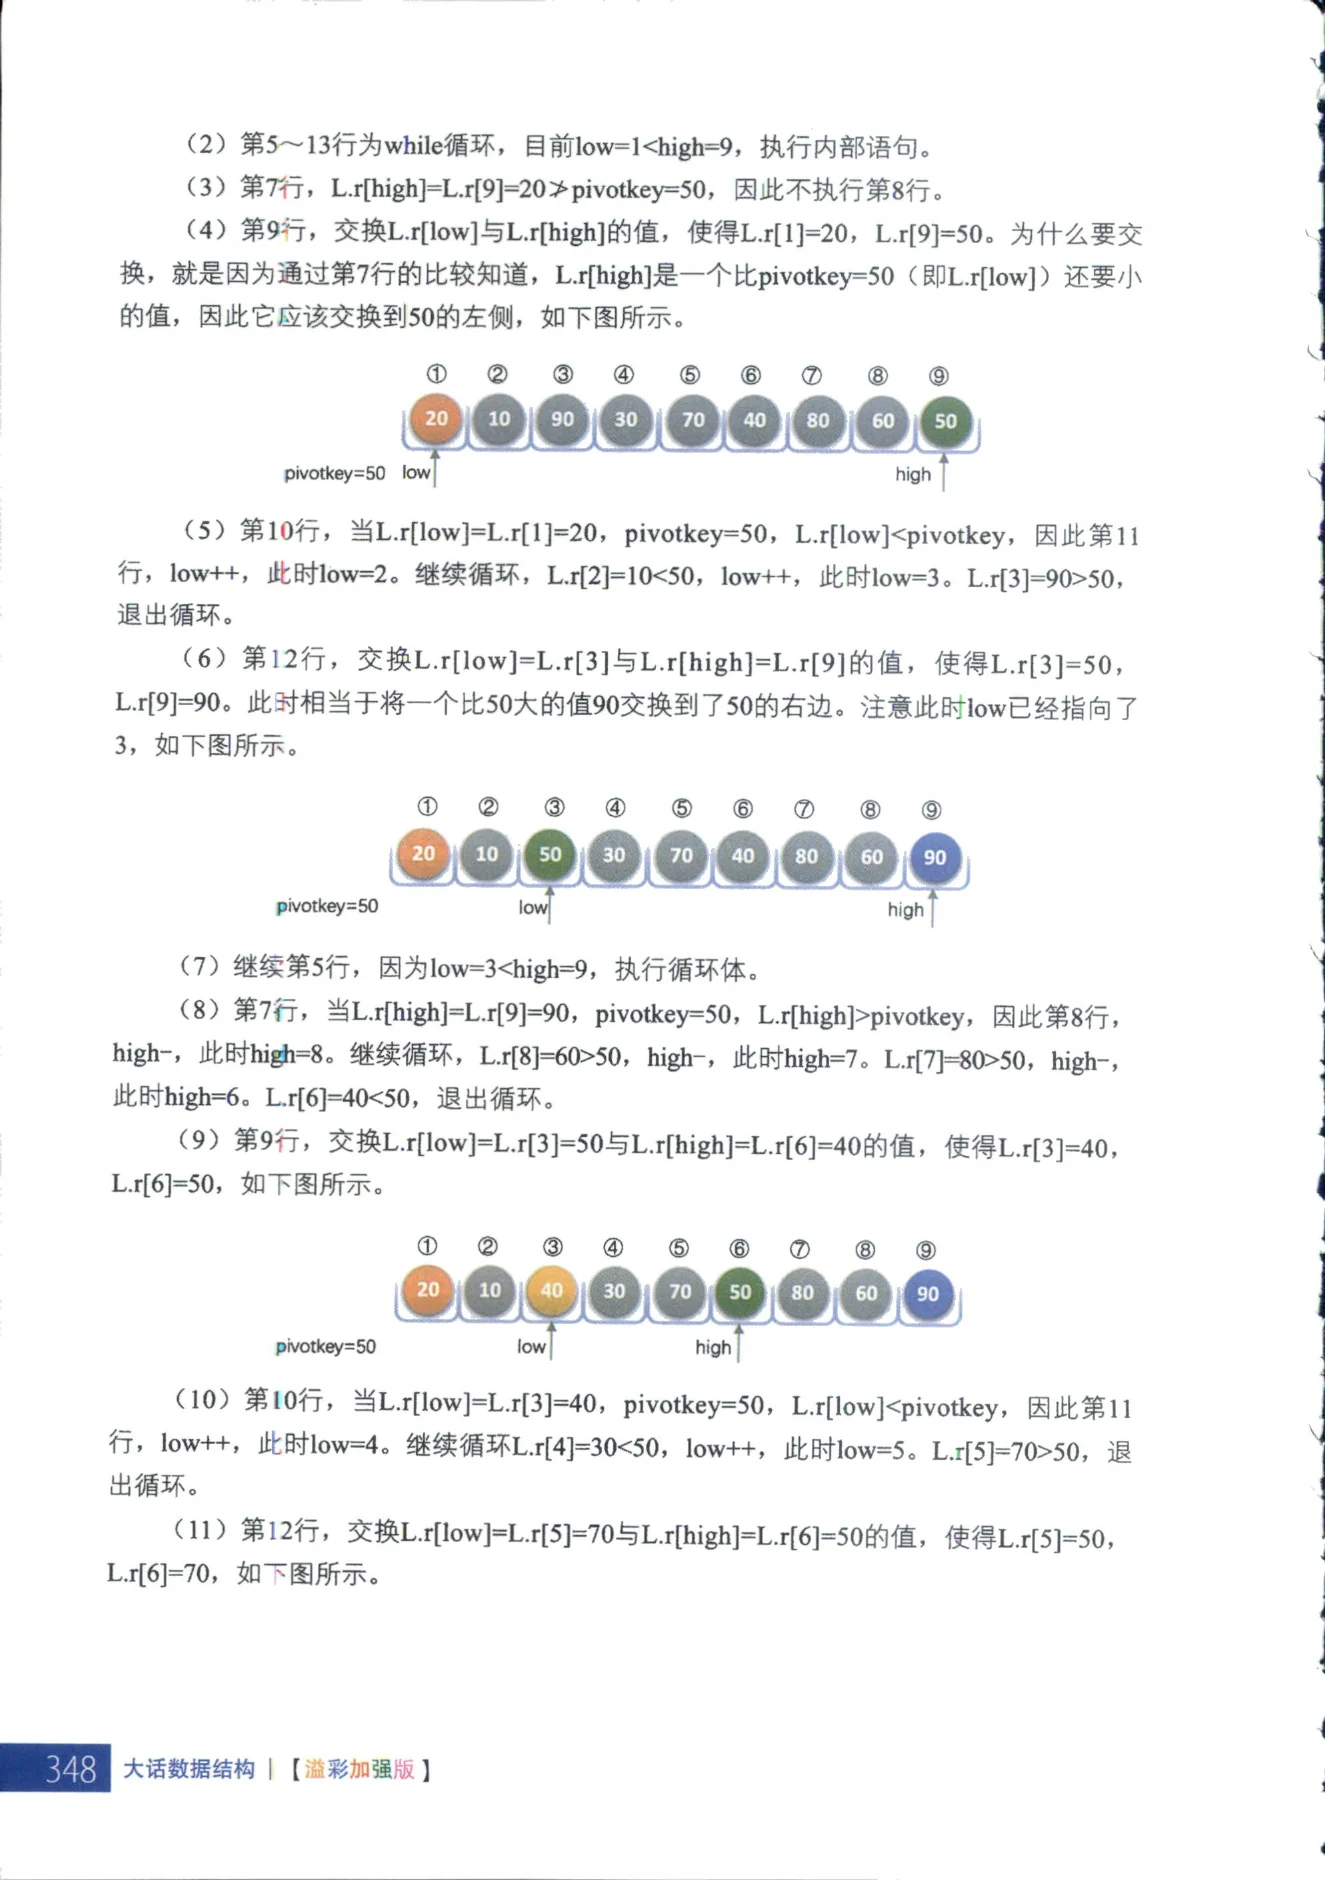 （2）第5～13行为while循环，目前low=1<high=9，执行内部语句。
（3）第7行，L.r[high]=L.r[9]=20≯pivotkey=50，因此不执行第8行。
（4）第9行，交换L.r[low]与L.r[high]的值，使得L.r[1]=20，L.r[9]=50。为什么要交
换，就是因为通过第7行的比较知道，L.r[high]是一个比pivotkey=50（即L.r[low]）还要小
的值，因此它应该交换到50的左侧，如下图所示。
① ② ③ ④ ⑤ ⑥ ⑦ ⑧ ⑨
20 10 90 30 70 40 80 60 50
pivotkey=50 low high
（5）第10行，当L.r[low]=L.r[1]=20，pivotkey=50，L.r[low]<pivotkey，因此第11
行，low++，此时low=2。继续循环，L.r[2]=10<50，low++，此时low=3。L.r[3]=90>50，
退出循环。
（6）第12行，交换L.r[low]=L.r[3]与L.r[high]=L.r[9]的值，使得L.r[3]=50，
L.r[9]=90。此时相当于将一个比50大的值90交换到了50的右边。注意此时low已经指向了
3，如下图所示。
① ② ③ ④ ⑤ ⑥ ⑦ ⑧ ⑨
20 10 50 30 70 40 80 60 90
pivotkey=50 low high
（7）继续第5行，因为low=3<high=9，执行循环体。
（8）第7行，当L.r[high]=L.r[9]=90，pivotkey=50，L.r[high]>pivotkey，因此第8行，
high-，此时high=8。继续循环，L.r[8]=60>50，high-，此时high=7。L.r[7]=80>50，high-，
此时high=6。L.r[6]=40<50，退出循环。
（9）第9行，交换L.r[low]=L.r[3]=50与L.r[high]=L.r[6]=40的值，使得L.r[3]=40，
L.r[6]=50，如下图所示。
① ② ③ ④ ⑤ ⑥ ⑦ ⑧ ⑨
20 10 40 30 70 50 80 60 90
pivotkey=50 low high
（10）第10行，当L.r[low]=L.r[3]=40，pivotkey=50，L.r[low]<pivotkey，因此第11
行，low++，此时low=4。继续循环L.r[4]=30<50，low++，此时low=5。L.r[5]=70>50，退
出循环。
（11）第12行，交换L.r[low]=L.r[5]=70与L.r[high]=L.r[6]=50的值，使得L.r[5]=50，
L.r[6]=70，如下图所示。
348 大话数据结构 |【溢彩加强版】